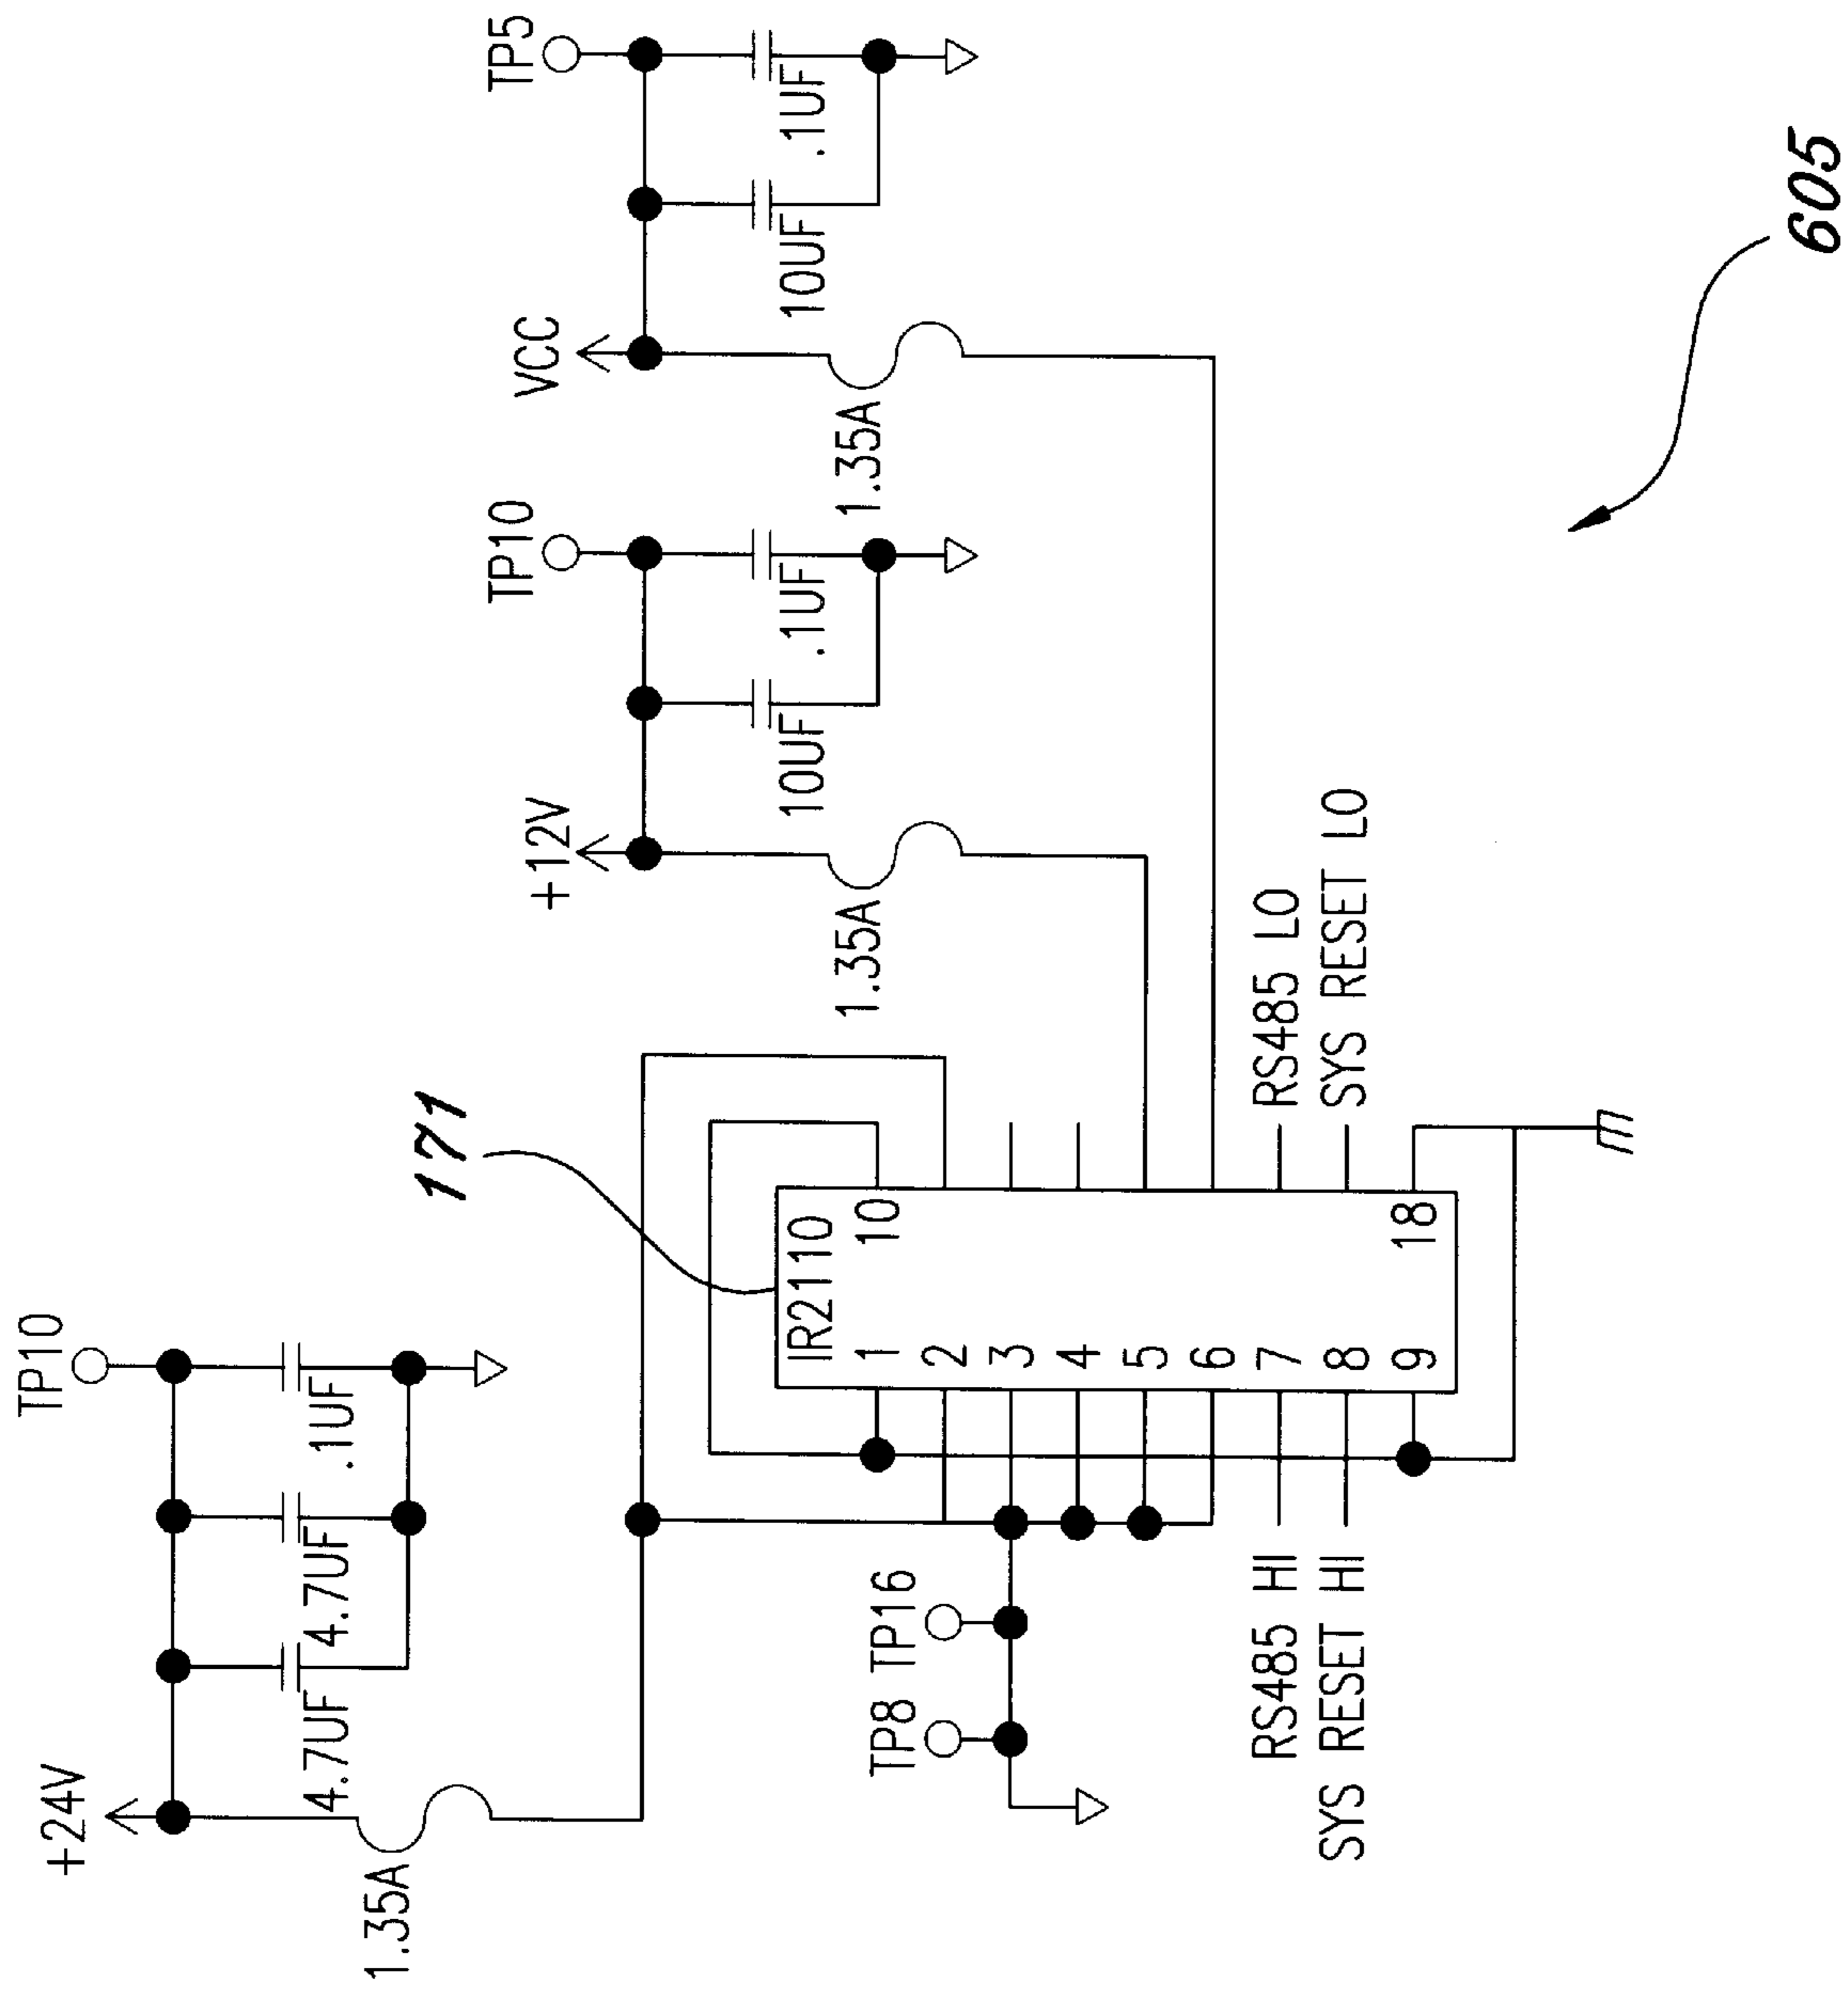 TP10
+24V
4.7UF
4.7UF
.1UF
1.35A
171
TP10
+12V
10UF
.1UF
1.35A
TP5
VCC
10UF
.1UF
1.35A
IR2110
1
10
2
3
4
5
6
7
8
9
18
TP8
TP16
RS485 HI
SYS RESET HI
RS485 LO
SYS RESET LO
605